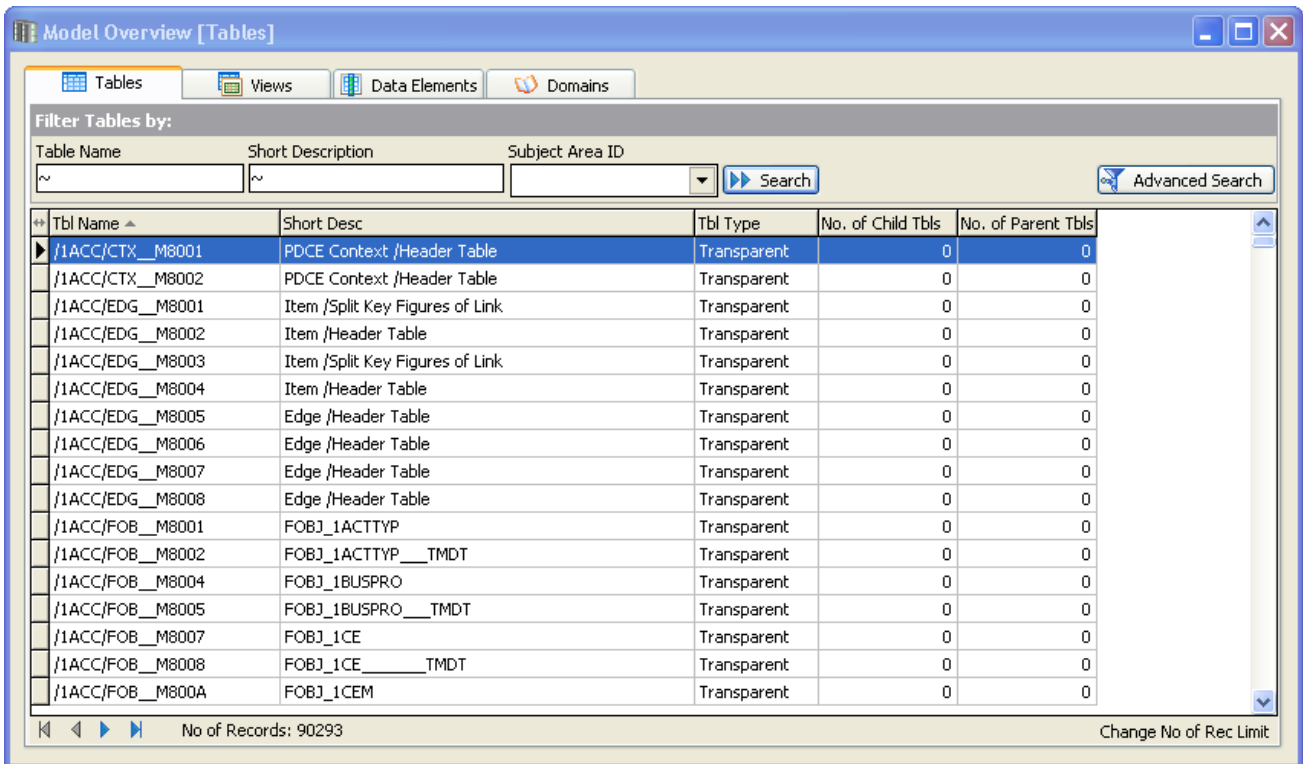 Model Overview [Tables]
Tables Views Data Elements Domains
Filter Tables by:
Table Name Short Description Subject Area ID
~ ~ Search Advanced Search
Tbl Name Short Desc Tbl Type No. of Child Tbls No. of Parent Tbls
/1ACC/CTX__M8001 PDCE Context /Header Table Transparent 0 0
/1ACC/CTX__M8002 PDCE Context /Header Table Transparent 0 0
/1ACC/EDG__M8001 Item /Split Key Figures of Link Transparent 0 0
/1ACC/EDG__M8002 Item /Header Table Transparent 0 0
/1ACC/EDG__M8003 Item /Split Key Figures of Link Transparent 0 0
/1ACC/EDG__M8004 Item /Header Table Transparent 0 0
/1ACC/EDG__M8005 Edge /Header Table Transparent 0 0
/1ACC/EDG__M8006 Edge /Header Table Transparent 0 0
/1ACC/EDG__M8007 Edge /Header Table Transparent 0 0
/1ACC/EDG__M8008 Edge /Header Table Transparent 0 0
/1ACC/FOB__M8001 FOBJ_1ACTTYP Transparent 0 0
/1ACC/FOB__M8002 FOBJ_1ACTTYP___TMDT Transparent 0 0
/1ACC/FOB__M8004 FOBJ_1BUSPRO Transparent 0 0
/1ACC/FOB__M8005 FOBJ_1BUSPRO___TMDT Transparent 0 0
/1ACC/FOB__M8007 FOBJ_1CE Transparent 0 0
/1ACC/FOB__M8008 FOBJ_1CE_______TMDT Transparent 0 0
/1ACC/FOB__M800A FOBJ_1CEM Transparent 0 0
No of Records: 90293 Change No of Rec Limit